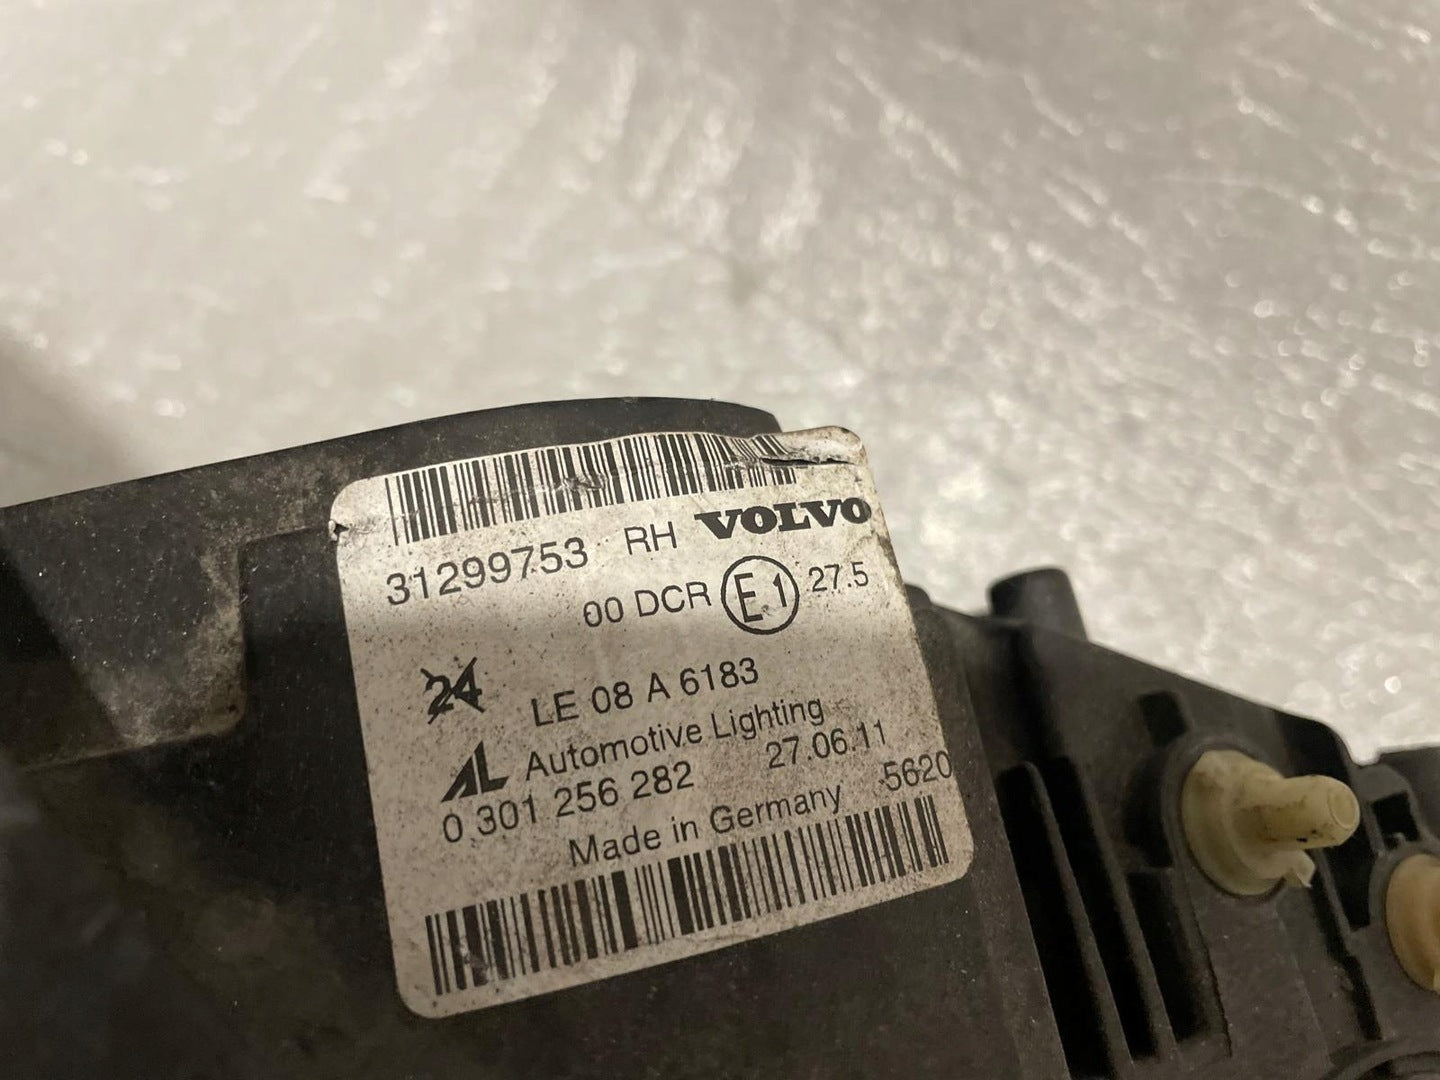 31299753 RH VOLVO
00 DCR E1 27.5
24 LE 08 A 6183
AL Automotive Lighting
0 301 256 282 27.06.11
Made in Germany 5620